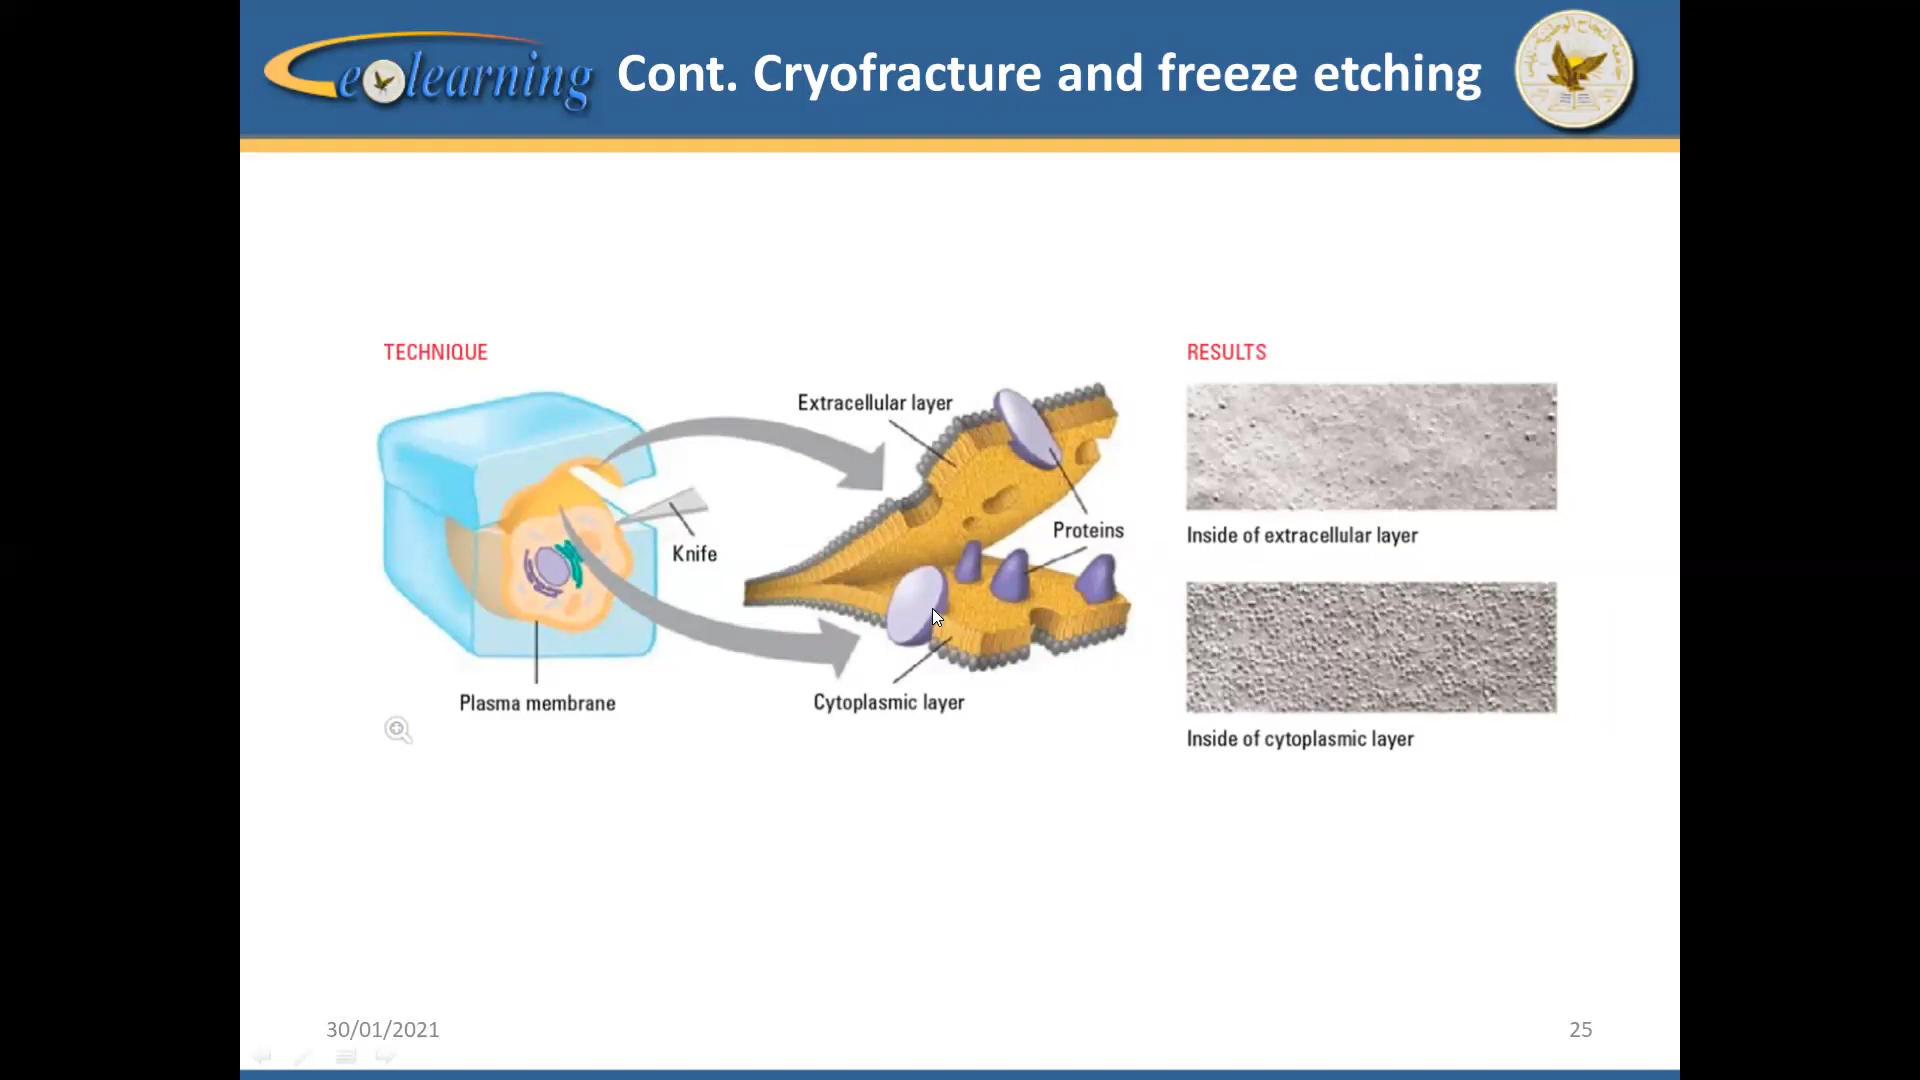 elearning
Cont. Cryofracture and freeze etching
TECHNIQUE
Extracellular layer
Proteins
Knife
Plasma membrane
Cytoplasmic layer
RESULTS
Inside of extracellular layer
Inside of cytoplasmic layer
30/01/2021
25